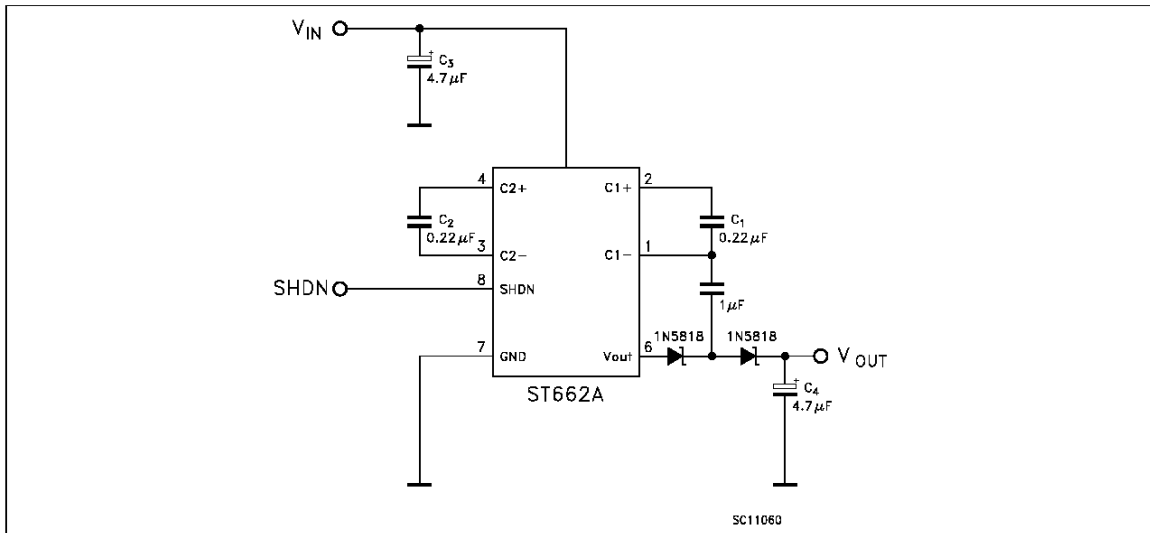 V_IN
C3
4.7µF
4 C2+ C1+ 2
C2
0.22µF
C1
0.22µF
3 C2- C1- 1
SHDN 8 SHDN
1µF
1N5818 1N5818
7 GND Vout 6
V_OUT
ST662A
C4
4.7µF
SC11060
+
+